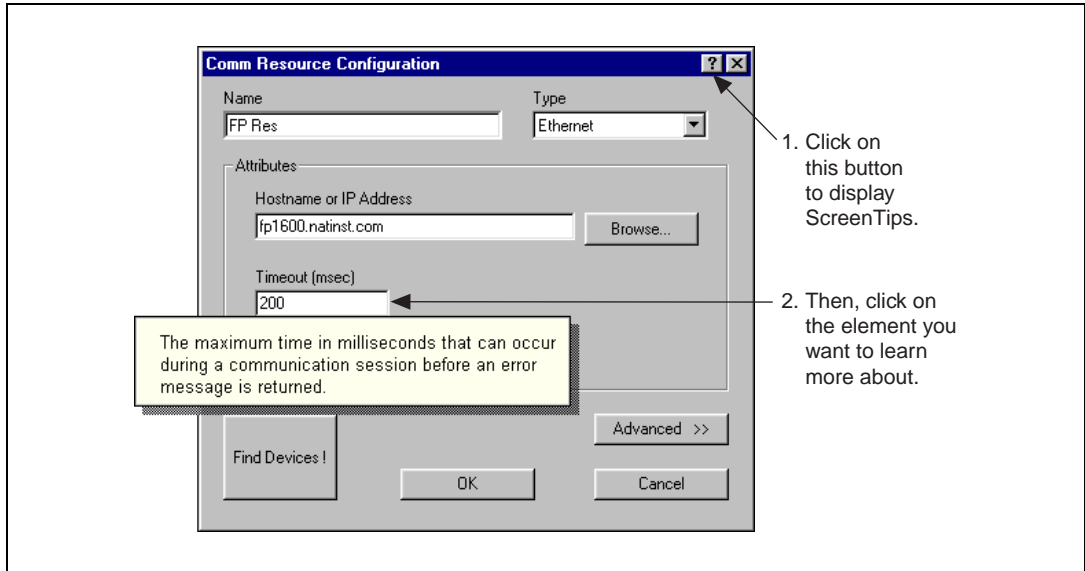 Comm Resource Configuration
?
Name
Type
FP Res
Ethernet
1. Click on
this button
to display
ScreenTips.
Attributes
Hostname or IP Address
fp1600.natinst.com
Browse...
Timeout (msec)
200
2. Then, click on
the element you
want to learn
more about.
The maximum time in milliseconds that can occur
during a communication session before an error
message is returned.
Advanced >>
Find Devices !
OK
Cancel